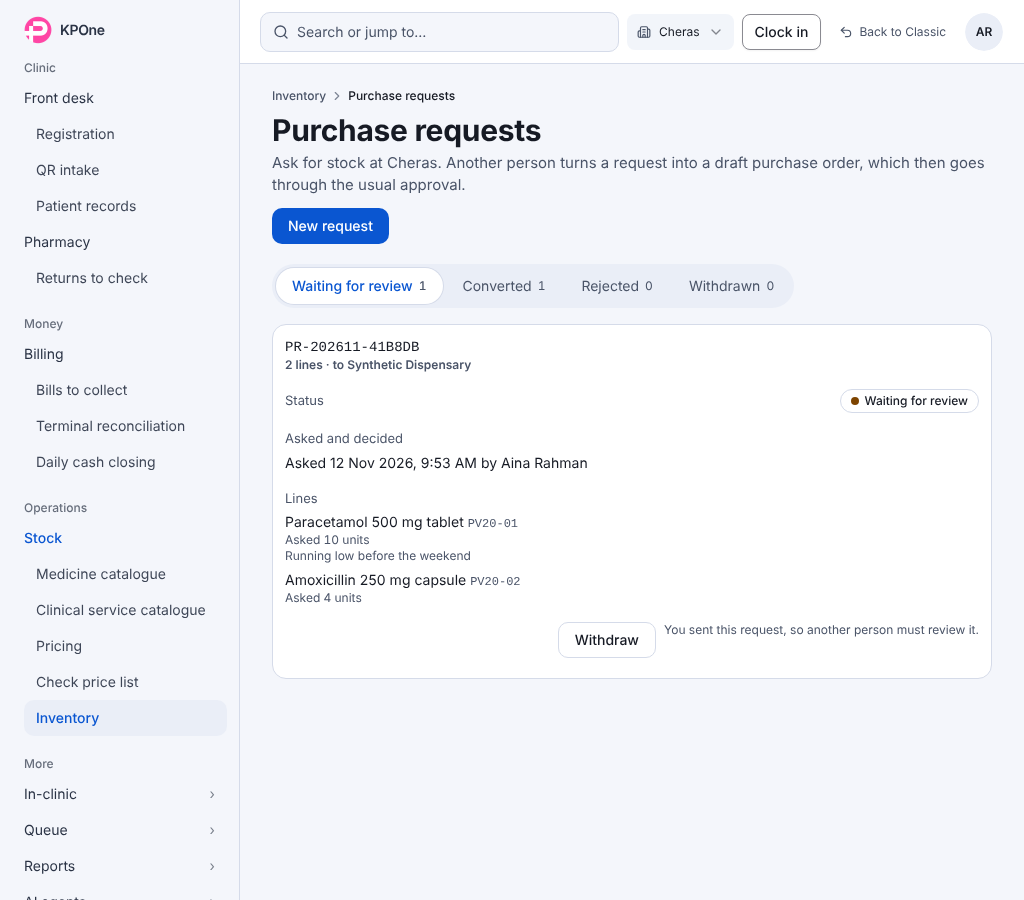 KPOne
Clinic
Front desk
Registration
QR intake
Patient records
Pharmacy
Returns to check
Money
Billing
Bills to collect
Terminal reconciliation
Daily cash closing
Operations
Stock
Medicine catalogue
Clinical service catalogue
Pricing
Check price list
Inventory
More
In-clinic
Queue
Reports
Search or jump to...
Cheras
Clock in
Back to Classic
AR
Inventory > Purchase requests
Purchase requests
Ask for stock at Cheras. Another person turns a request into a draft purchase order, which then goes
through the usual approval.
New request
Waiting for review 1
Converted 1
Rejected 0
Withdrawn 0
PR-202611-41B8DB
2 lines · to Synthetic Dispensary
Status
Waiting for review
Asked and decided
Asked 12 Nov 2026, 9:53 AM by Aina Rahman
Lines
Paracetamol 500 mg tablet PV20-01
Asked 10 units
Running low before the weekend
Amoxicillin 250 mg capsule PV20-02
Asked 4 units
Withdraw
You sent this request, so another person must review it.